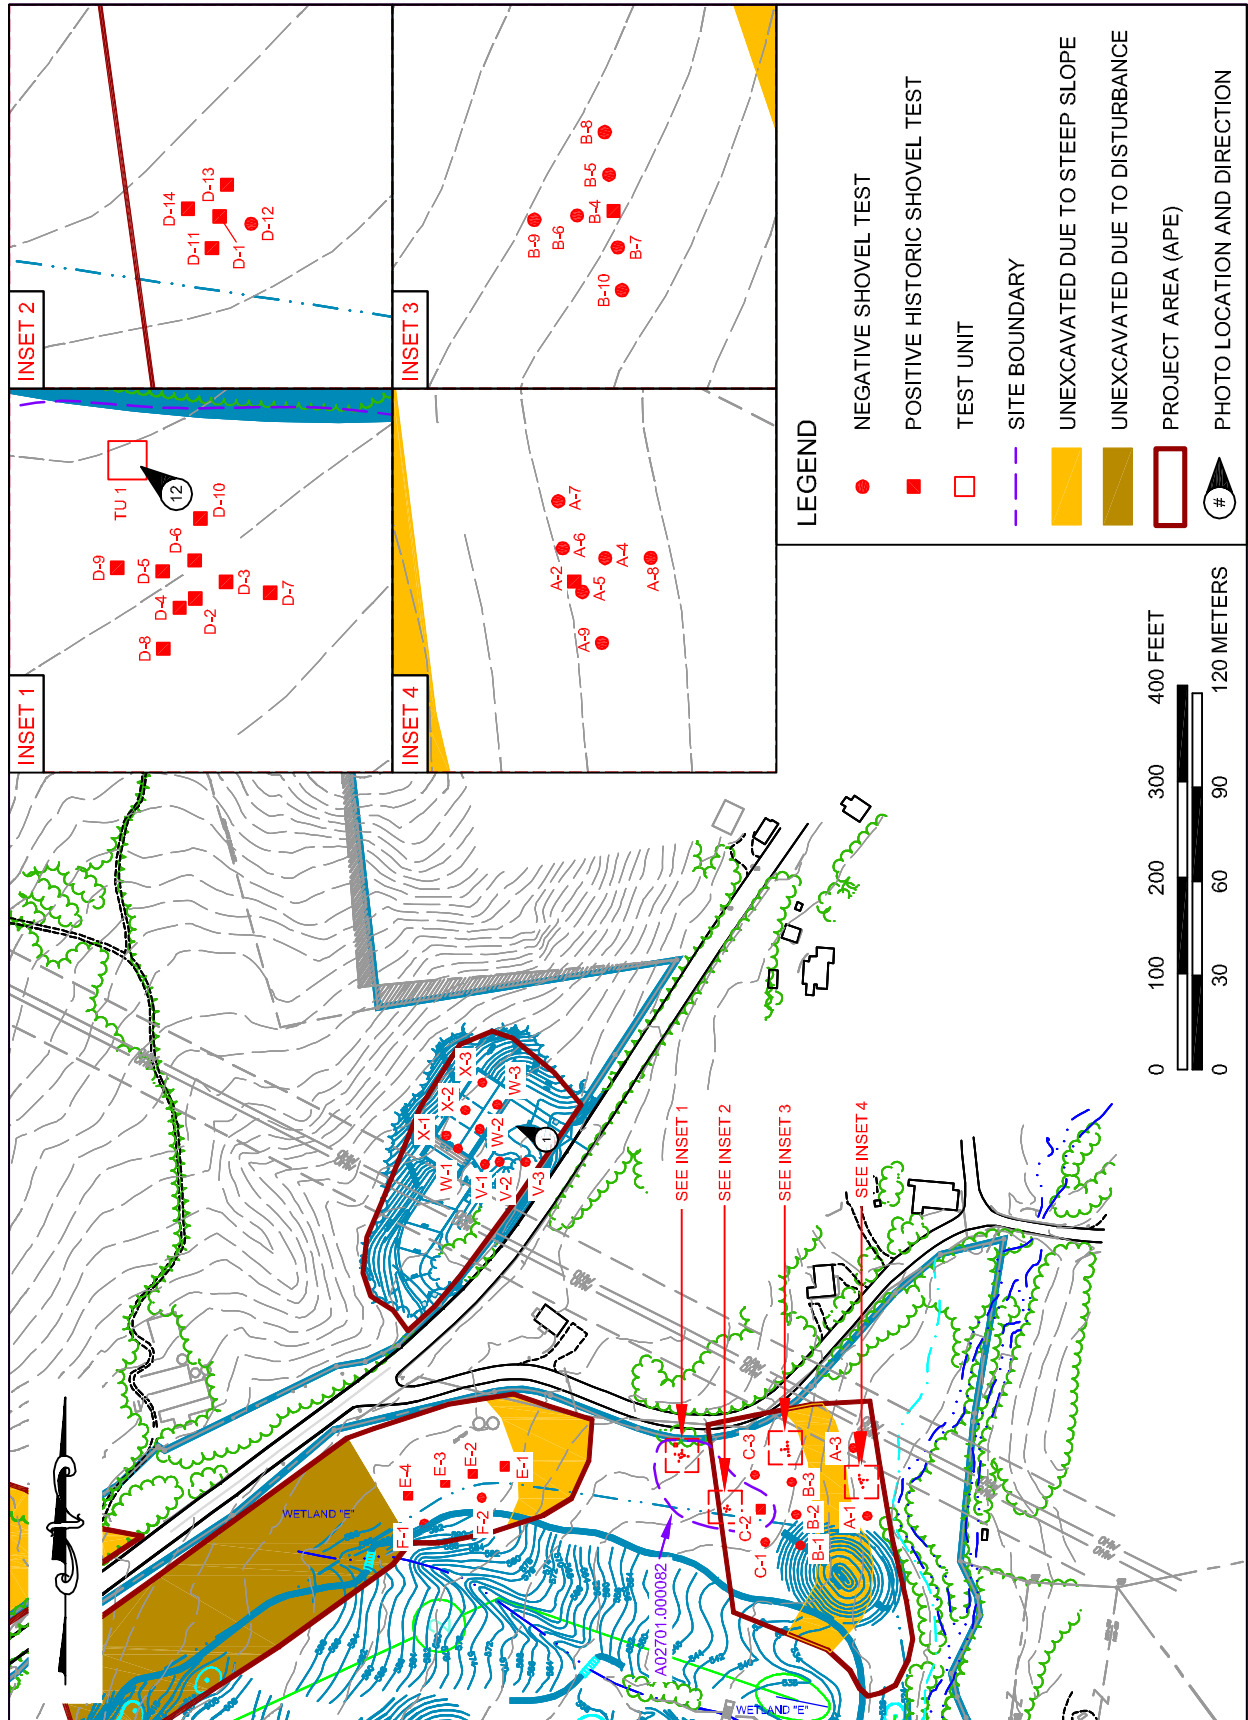 INSET 1
D-8
D-4
D-2
D-5
D-9
D-6
D-3
D-7
D-10
TU 1
12
INSET 2
D-14
D-13
D-11
D-1
D-12
INSET 4
A-9
A-2
A-5
A-6
A-4
A-8
A-7
INSET 3
B-9
B-6
B-8
B-5
B-4
B-7
B-10
LEGEND
NEGATIVE SHOVEL TEST
POSITIVE HISTORIC SHOVEL TEST
TEST UNIT
SITE BOUNDARY
UNEXCAVATED DUE TO STEEP SLOPE
UNEXCAVATED DUE TO DISTURBANCE
PROJECT AREA (APE)
# PHOTO LOCATION AND DIRECTION
0 100 200 300 400 FEET
0 30 60 90 120 METERS
X-1
X-2
X-3
W-1
W-2
W-3
V-1
V-2
V-3
1
SEE INSET 1
SEE INSET 2
SEE INSET 3
SEE INSET 4
WETLAND "E"
E-4
E-3
E-2
E-1
F-1
F-2
C-3
C-2
C-1
B-3
B-2
B-1
A-3
A-1
A02701.000082
WETLAND "E"